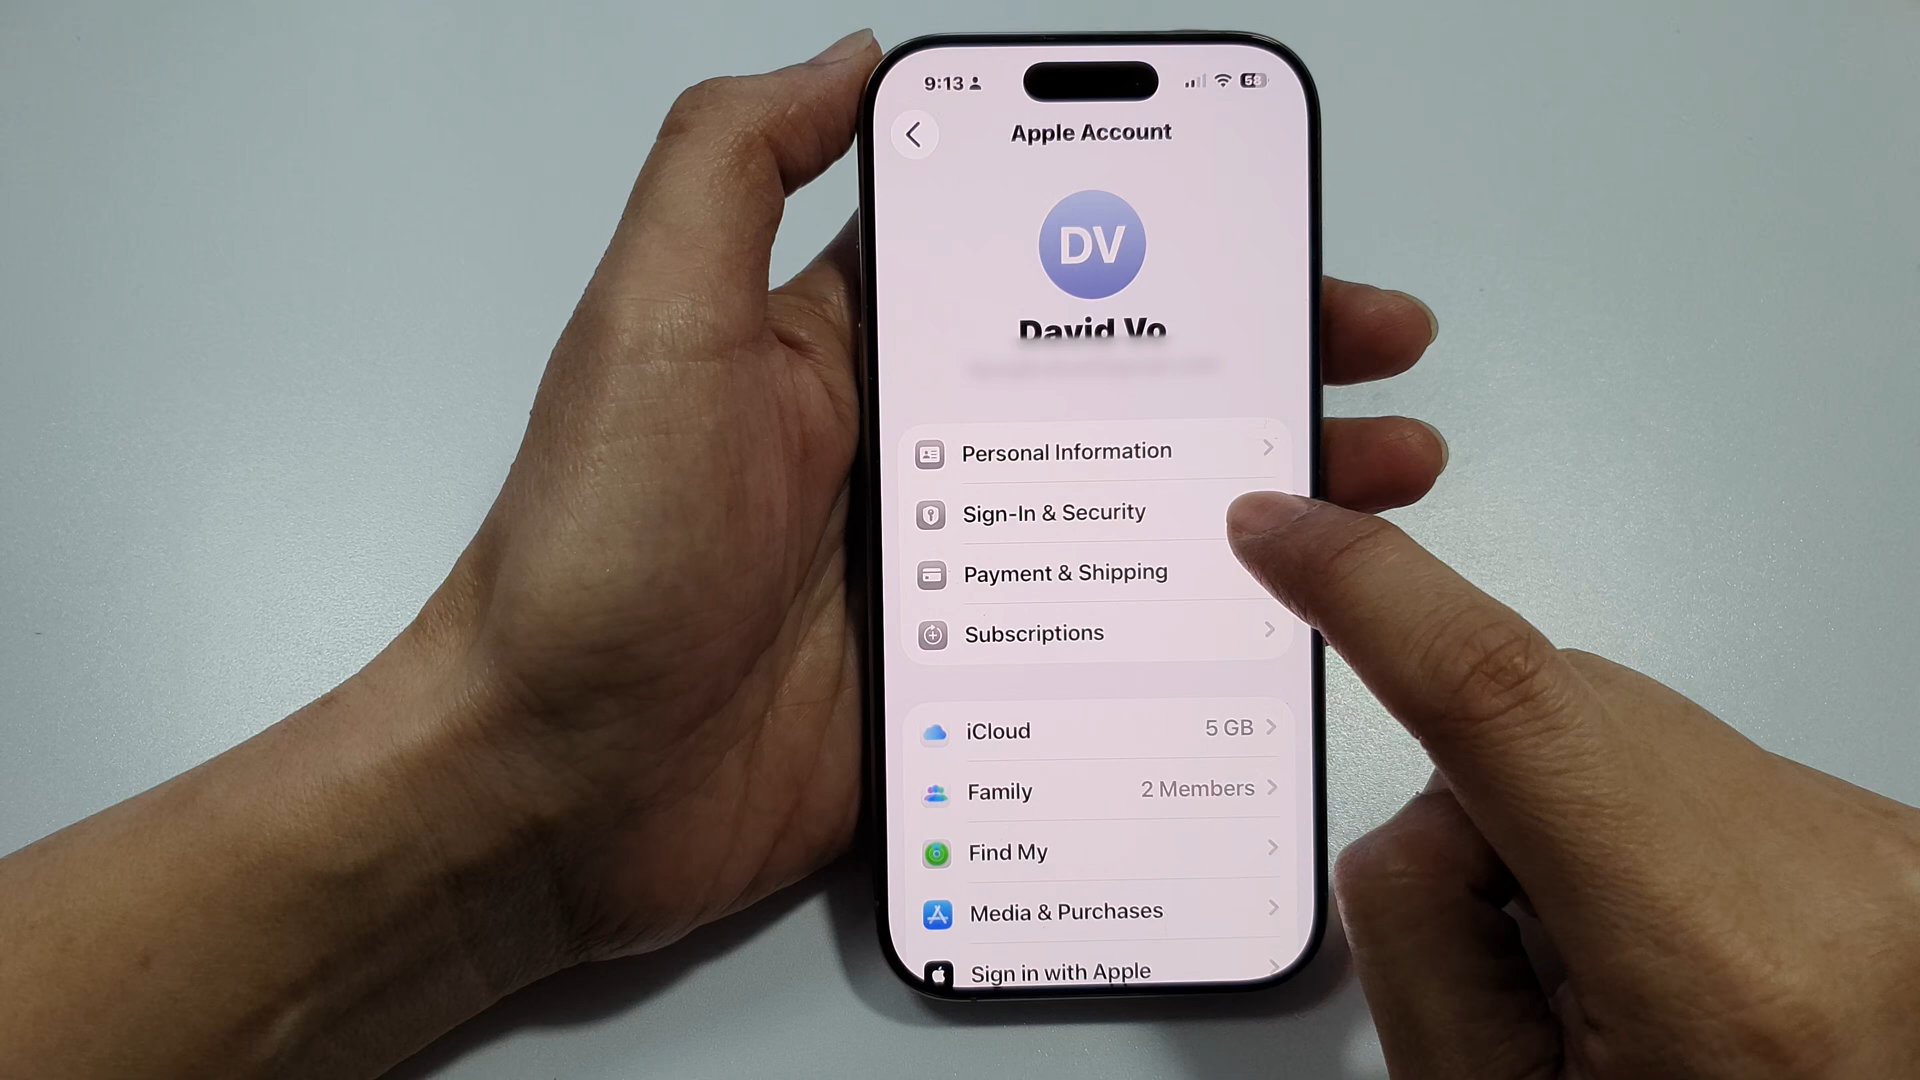 9:13
58
Apple Account
DV
David Vo
Personal Information
Sign-In & Security
Payment & Shipping
Subscriptions
iCloud 5 GB
Family 2 Members
Find My
Media & Purchases
Sign in with Apple